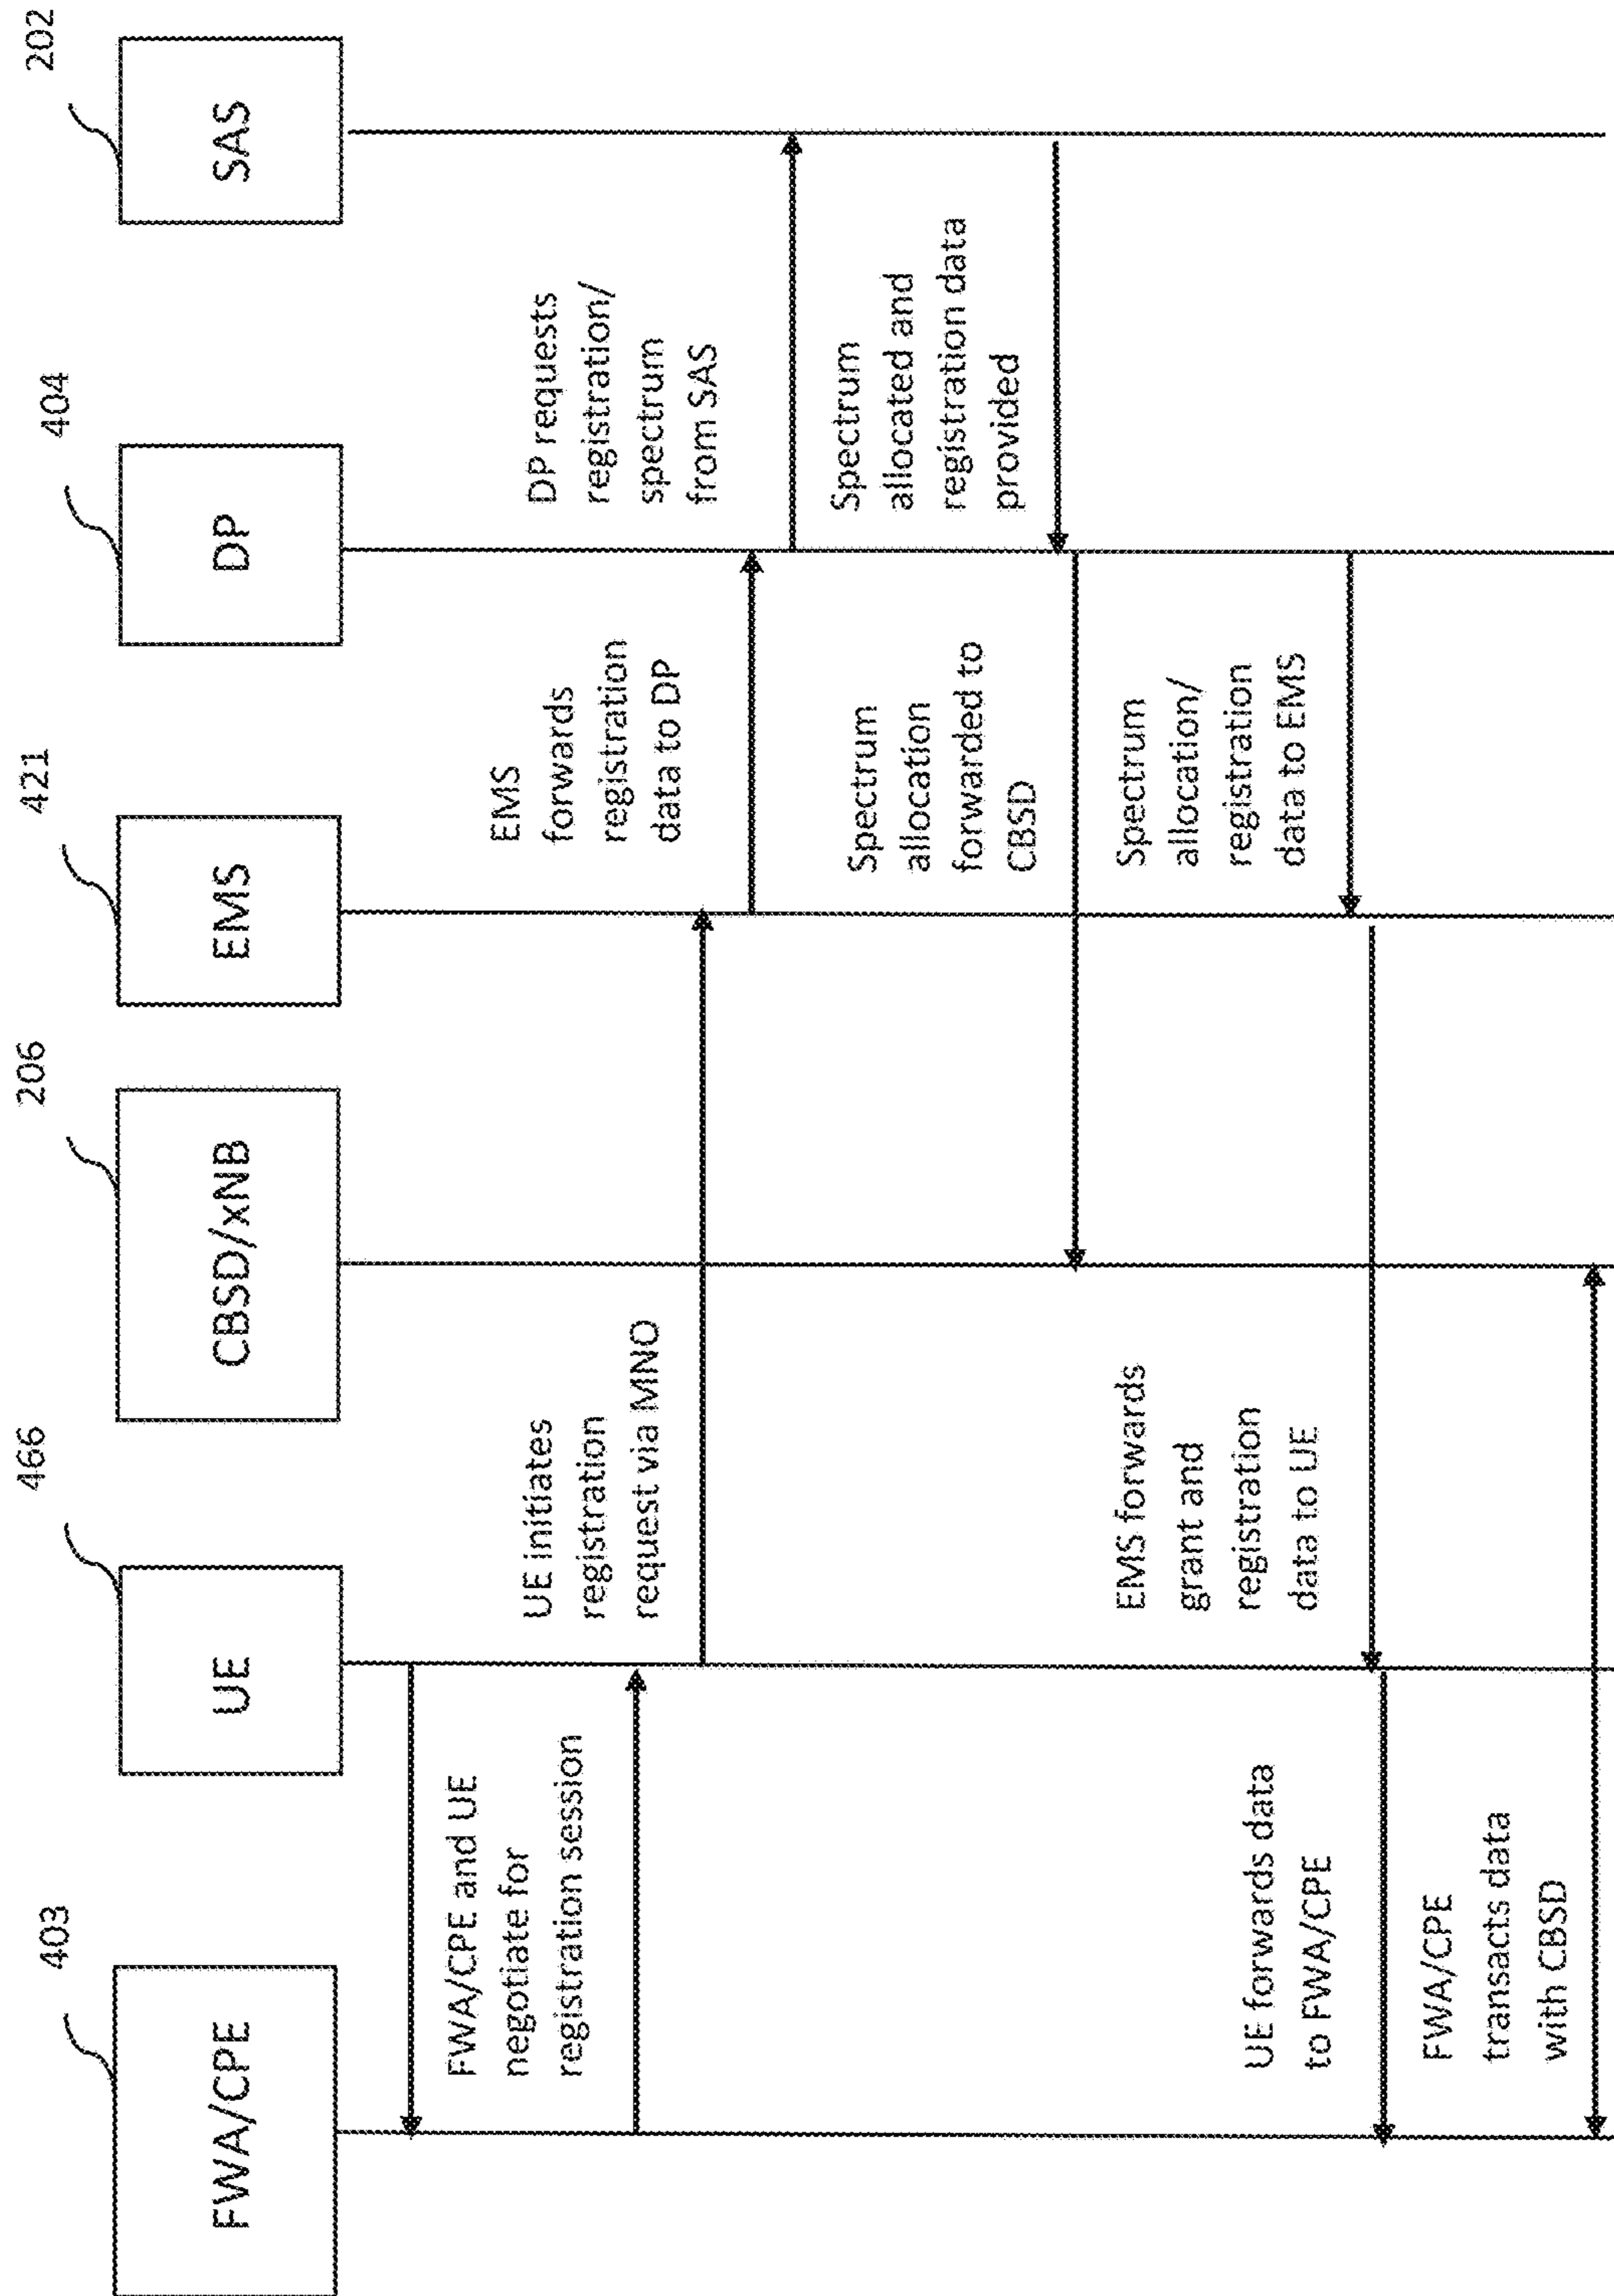 403
466
206
421
404
202
FWA/CPE
UE
CBSD/xNB
EMS
DP
SAS
FWA/CPE and UE
negotiate for
registration session
UE initiates
registration
request via MNO
EMS
forwards
registration
data to DP
DP requests
registration/
spectrum
from SAS
Spectrum
allocated and
registration data
provided
Spectrum
allocation
forwarded to
CBSD
Spectrum
allocation/
registration
data to EMS
EMS forwards
grant and
registration
data to UE
UE forwards data
to FWA/CPE
FWA/CPE
transacts data
with CBSD